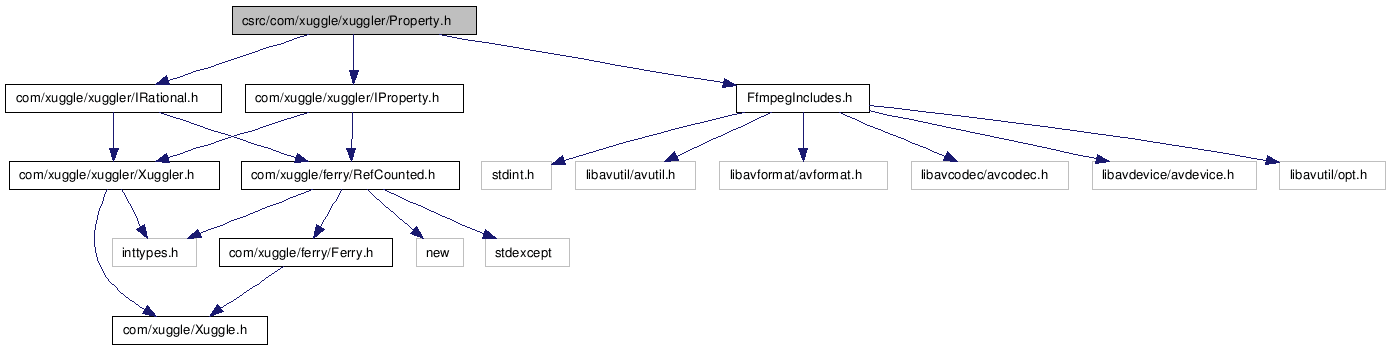 csrc/com/xuggle/xuggler/Property.h
com/xuggle/xuggler/IRational.h
com/xuggle/xuggler/IProperty.h
FfmpegIncludes.h
com/xuggle/xuggler/Xuggler.h
com/xuggle/ferry/RefCounted.h
stdint.h
libavutil/avutil.h
libavformat/avformat.h
libavcodec/avcodec.h
libavdevice/avdevice.h
libavutil/opt.h
inttypes.h
com/xuggle/ferry/Ferry.h
new
stdexcept
com/xuggle/Xuggle.h